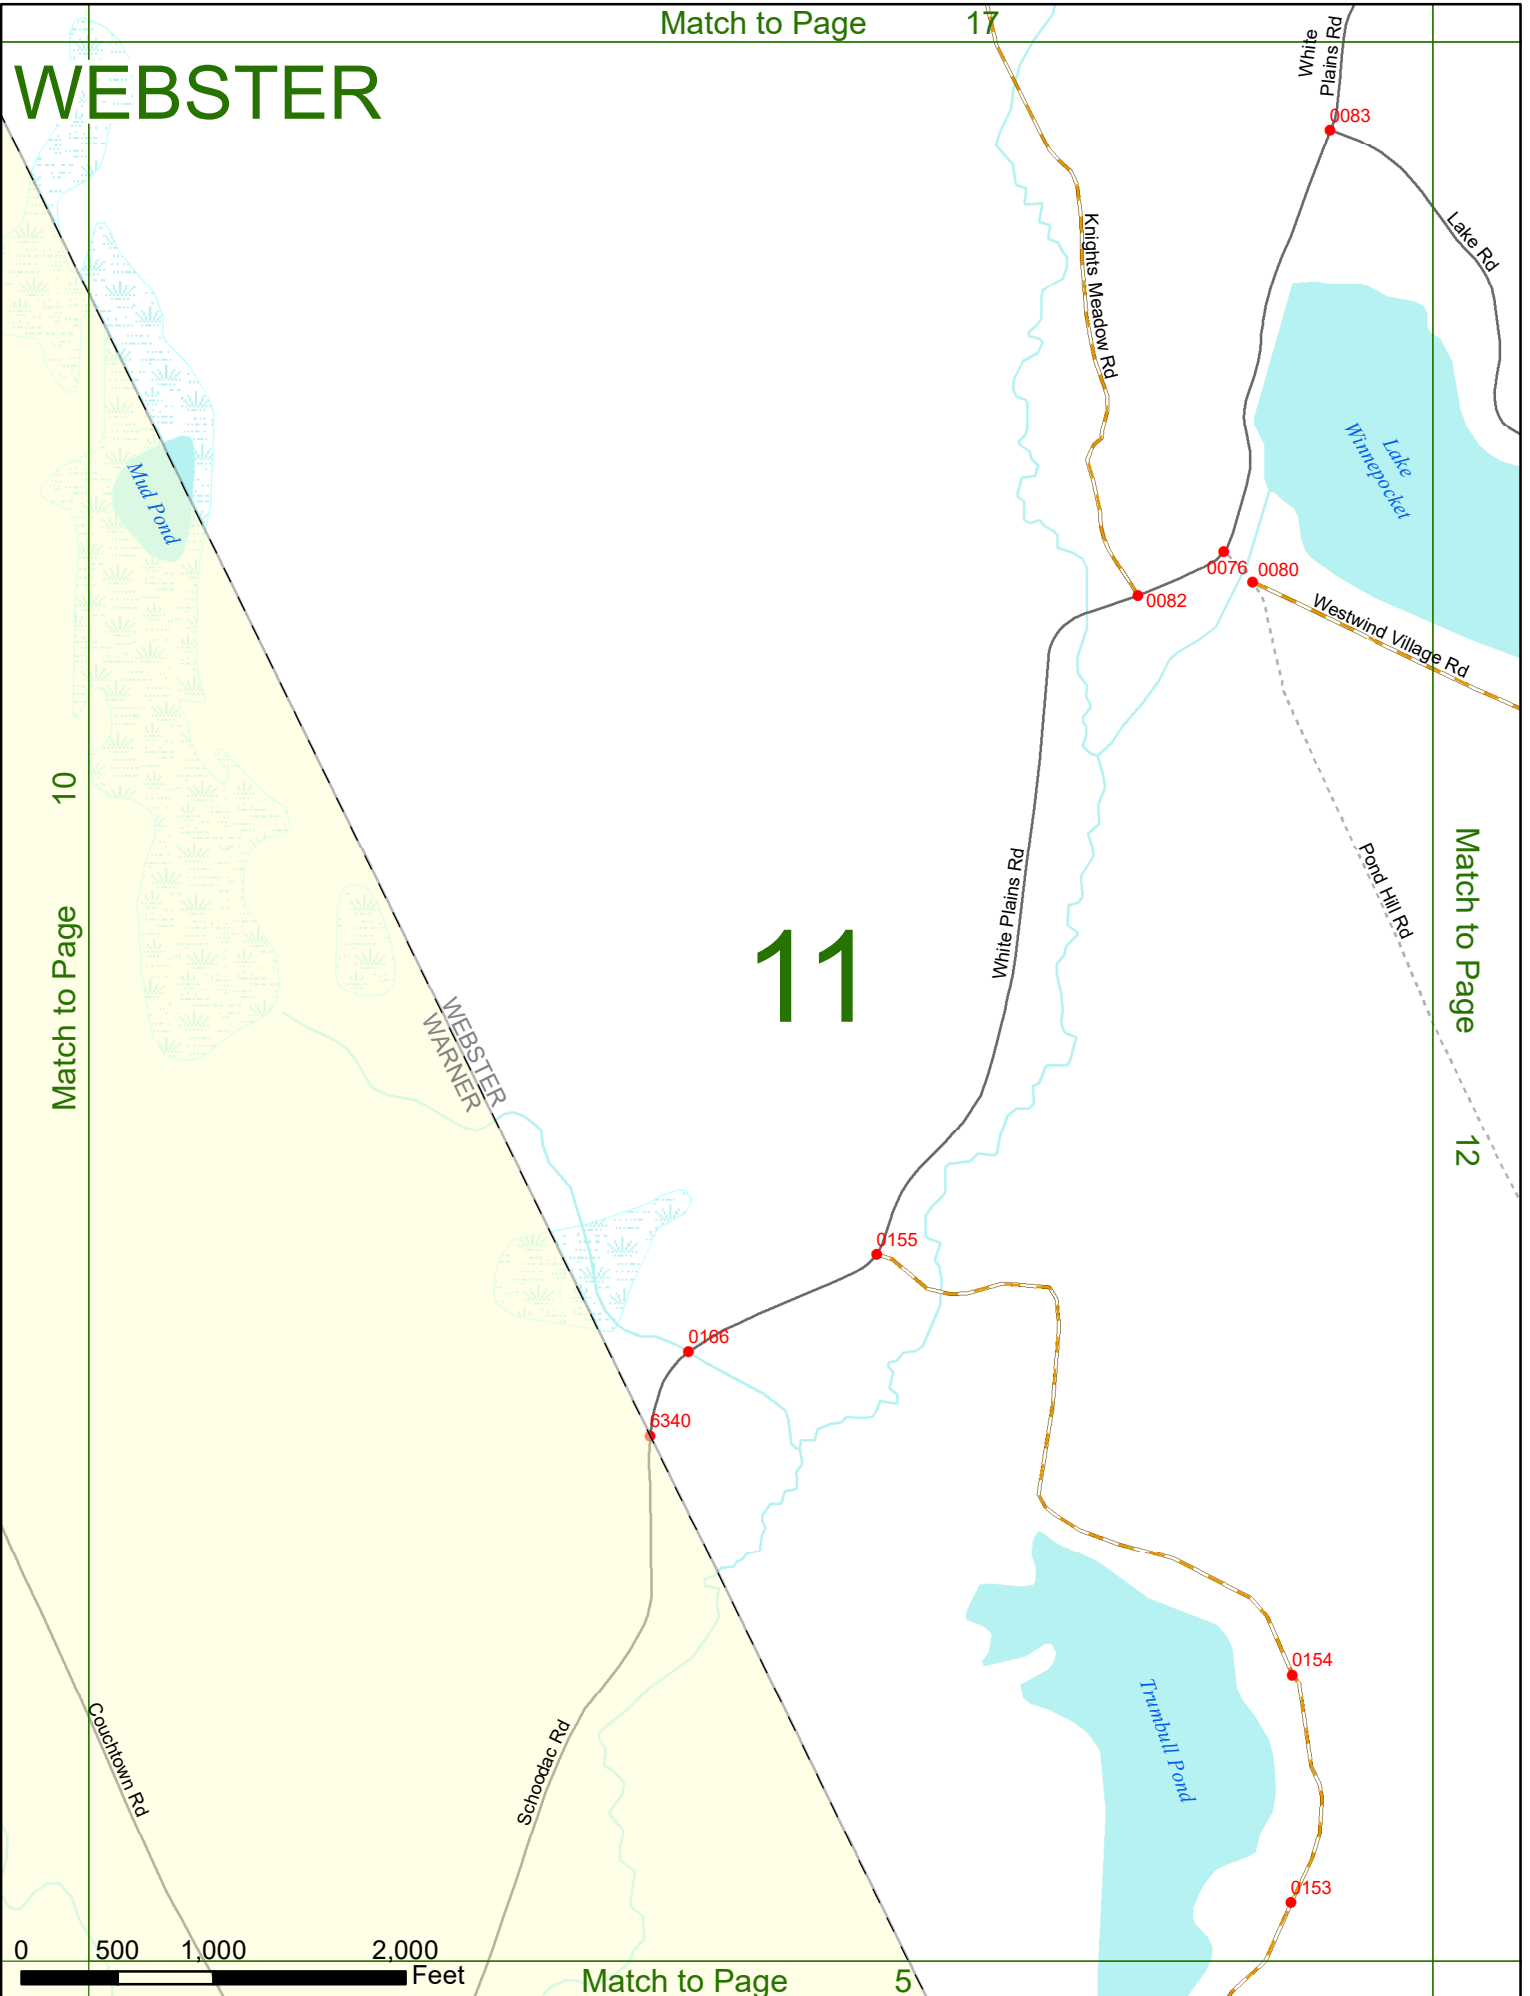 Match to Page 17
WEBSTER
White
Plains Rd
0083
Lake Rd
Knights Meadow Rd
Lake
Winnepocket
Mud Pond
0076
0080
0082
Westwind Village Rd
10
Match to Page
Pond Hill Rd
Match to Page
12
White Plains Rd
11
WEBSTER
WARNER
0155
0166
6340
0154
Trumbull Pond
Couchtown Rd
Schoodac Rd
0153
0 500 1,000 2,000
Feet
Match to Page 5